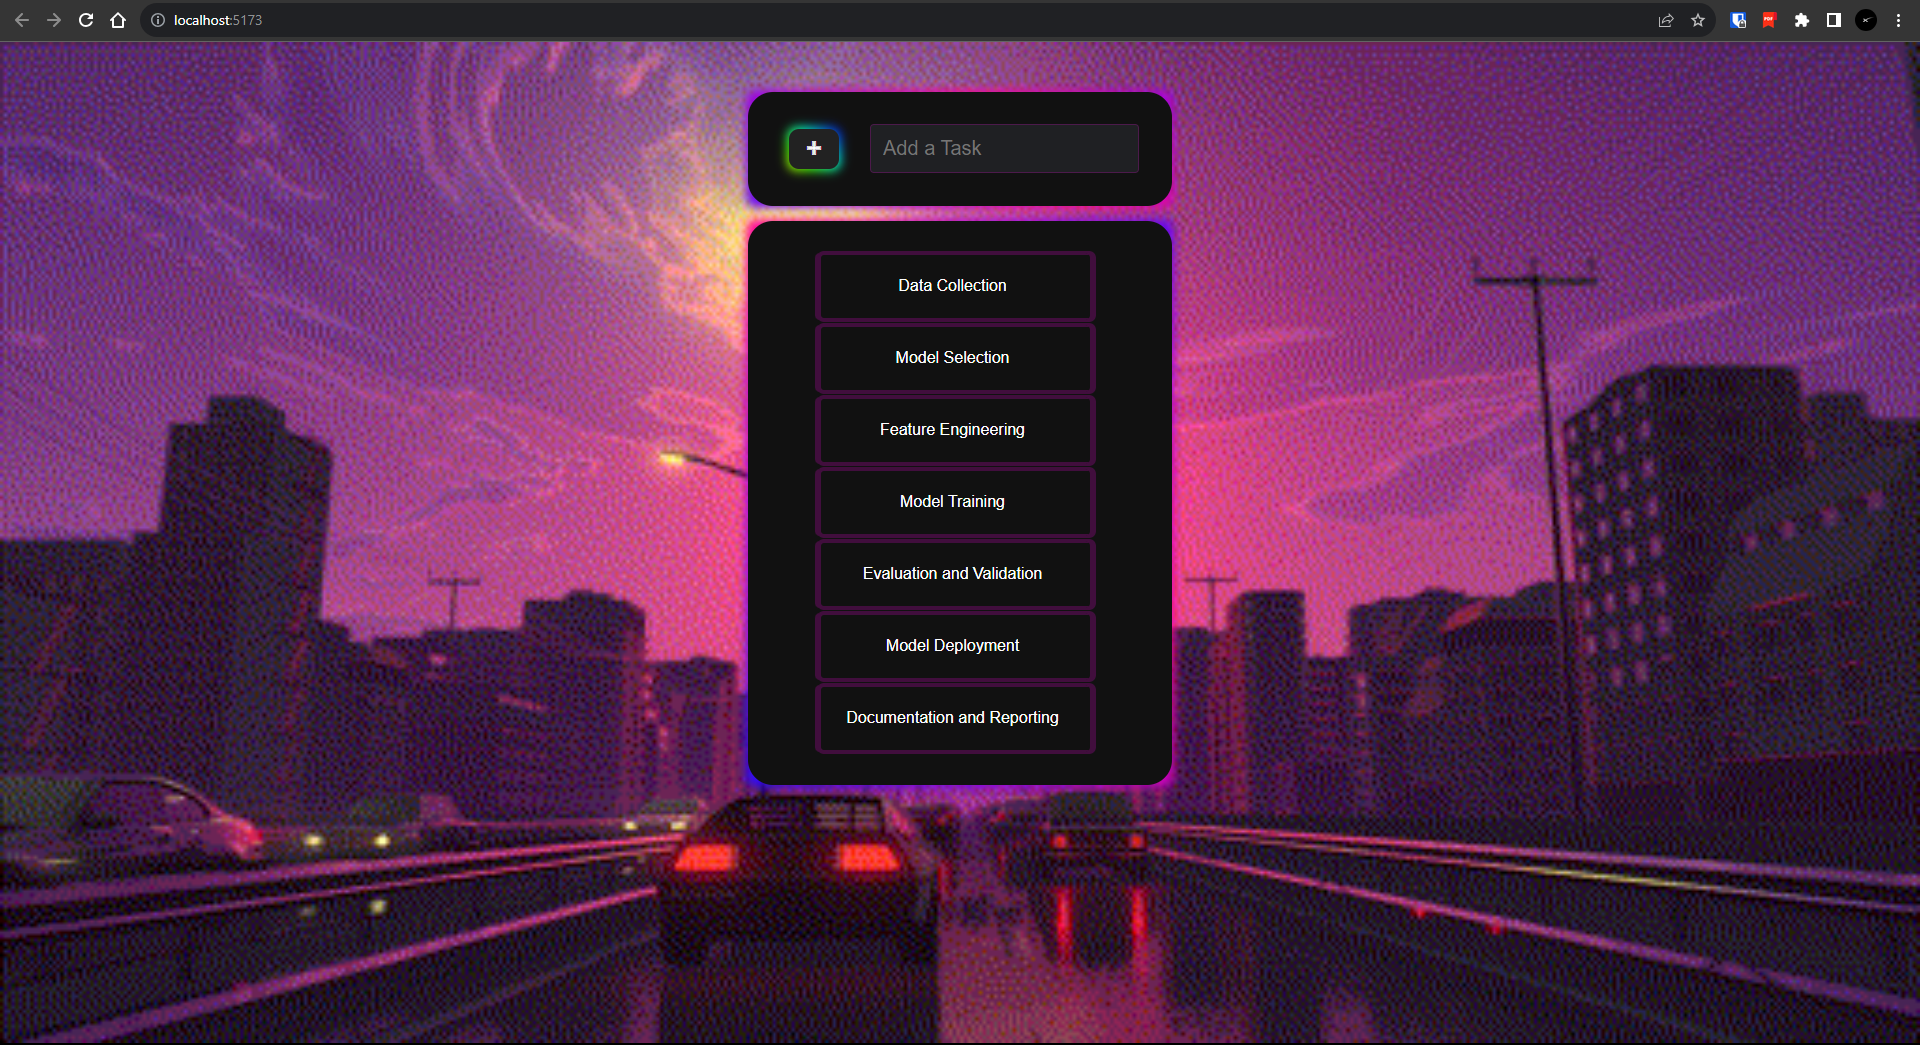 localhost:5173
+
Add a Task
Data Collection
Model Selection
Feature Engineering
Model Training
Evaluation and Validation
Model Deployment
Documentation and Reporting